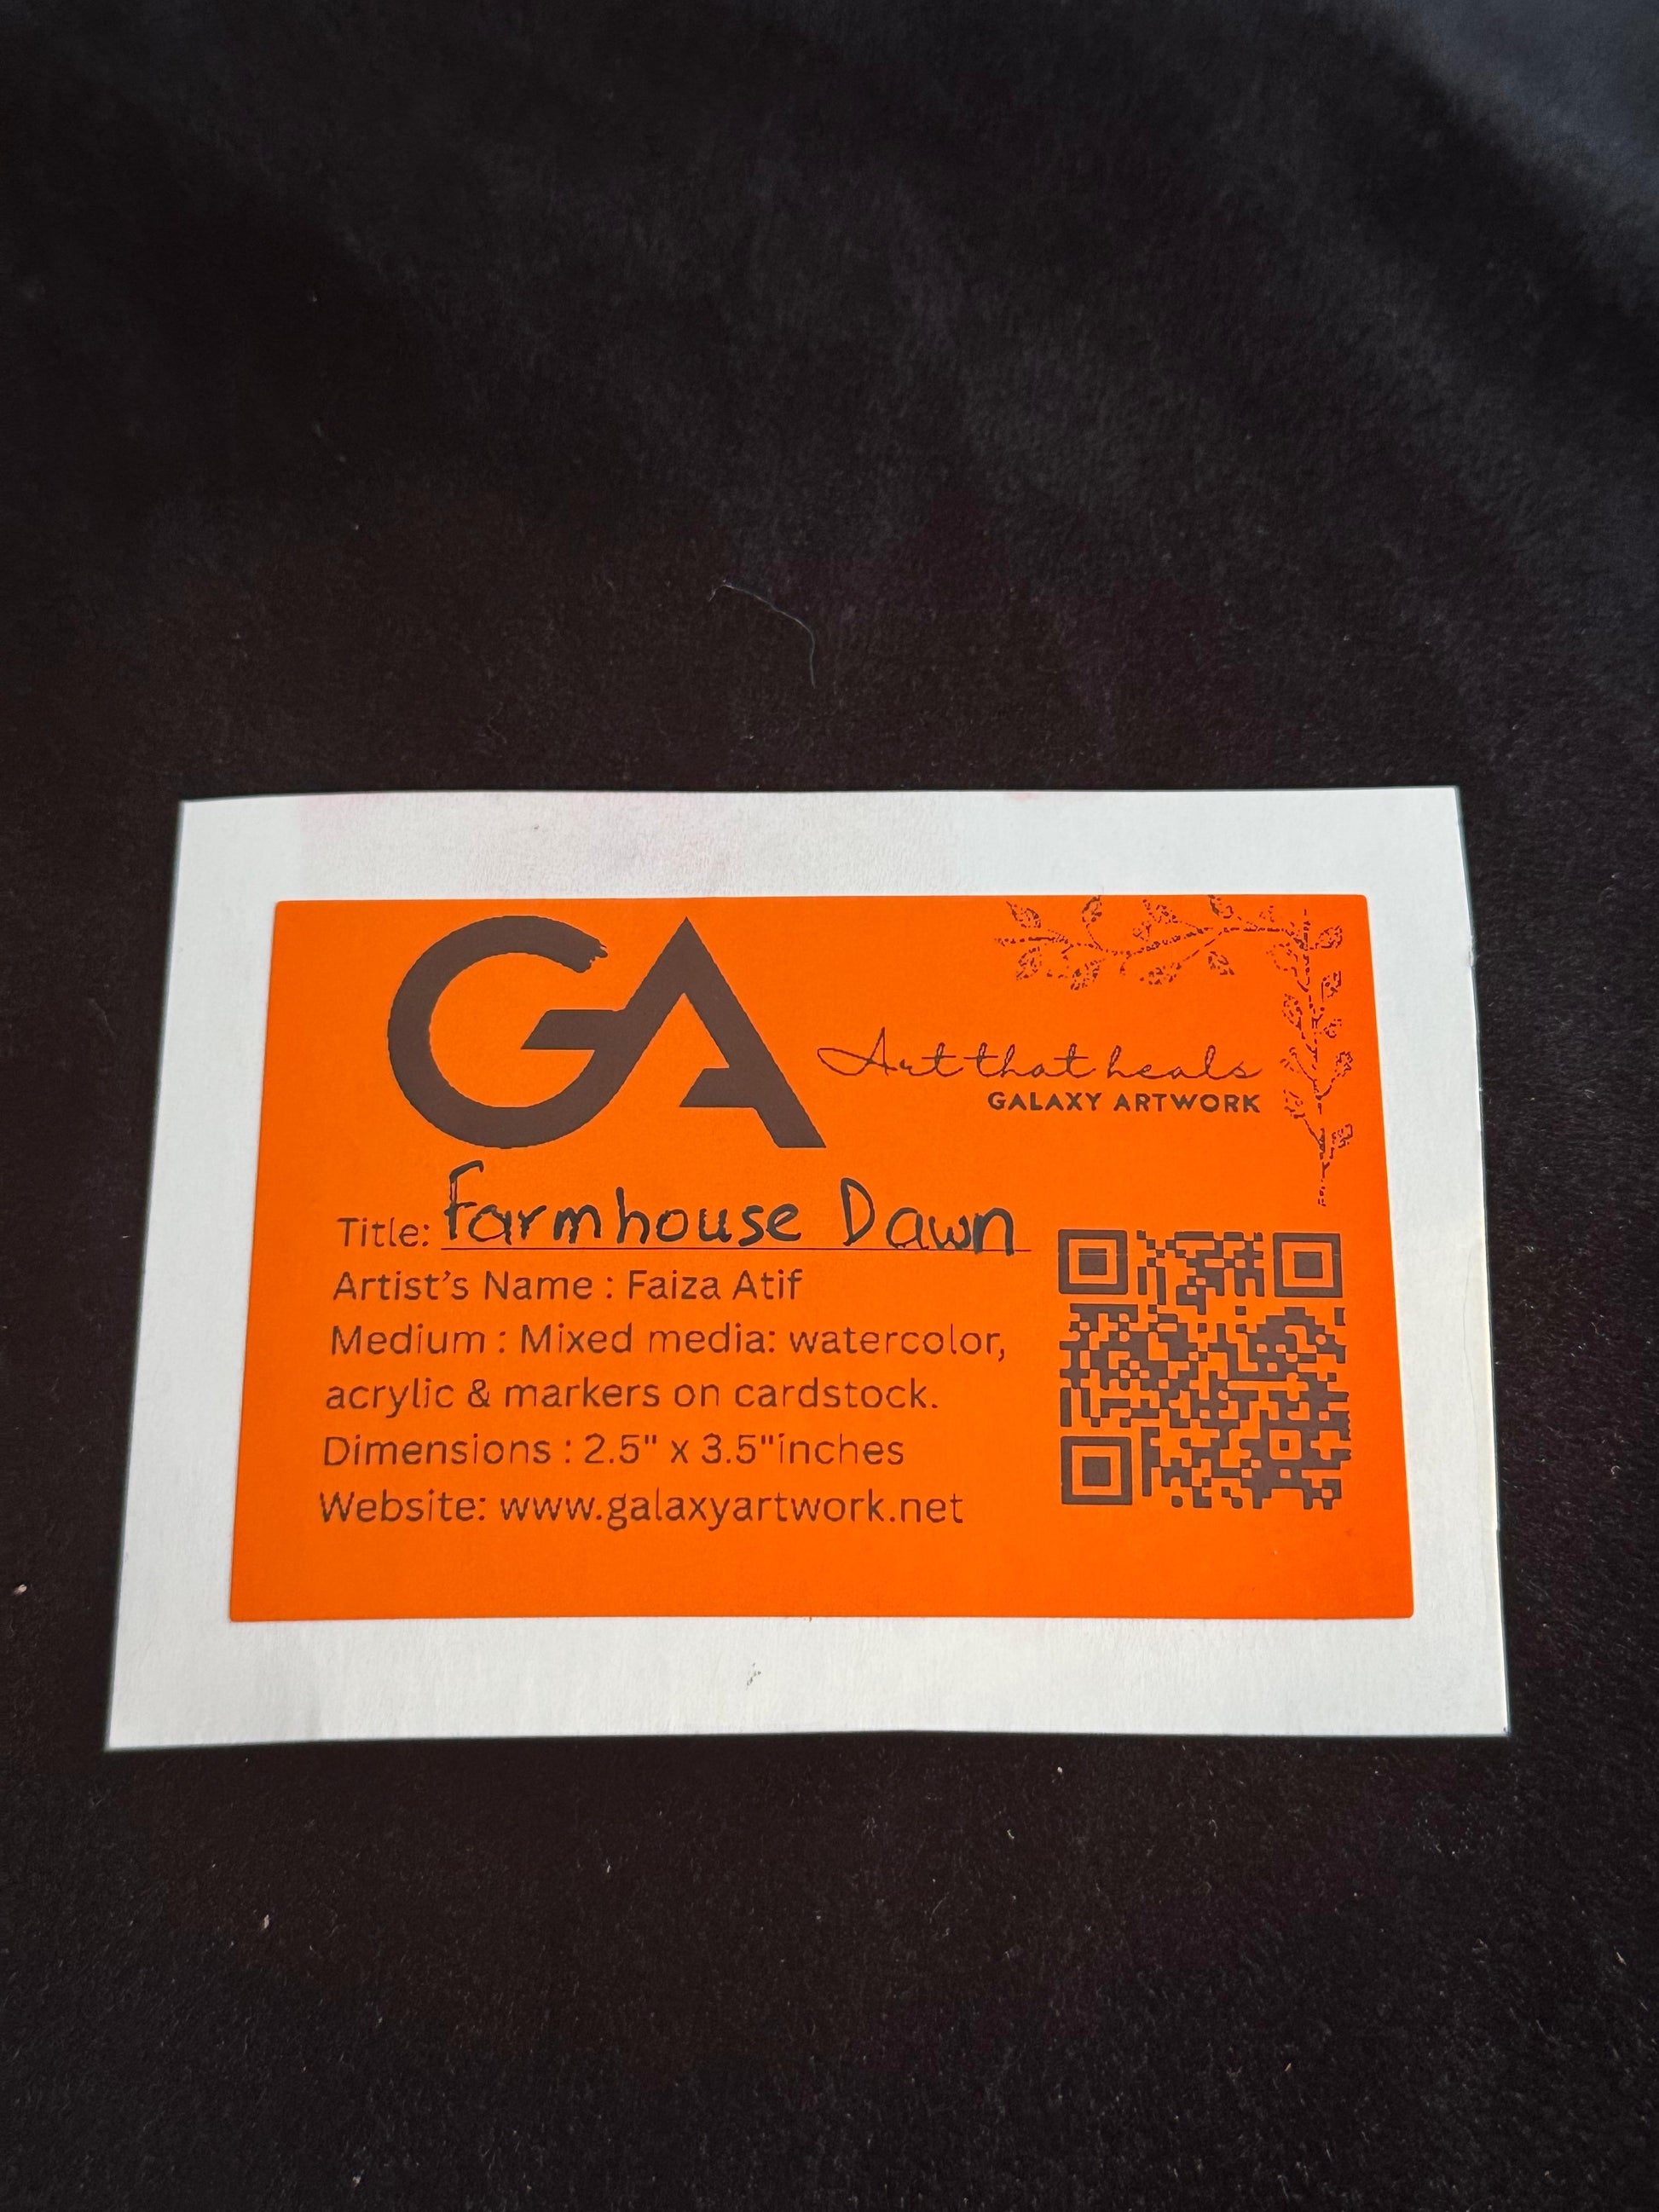 GA
Art that heals
GALAXY ARTWORK
Title: Farmhouse Dawn
Artist's Name : Faiza Atif
Medium : Mixed media: watercolor,
acrylic & markers on cardstock.
Dimensions : 2.5" x 3.5"inches
Website: www.galaxyartwork.net